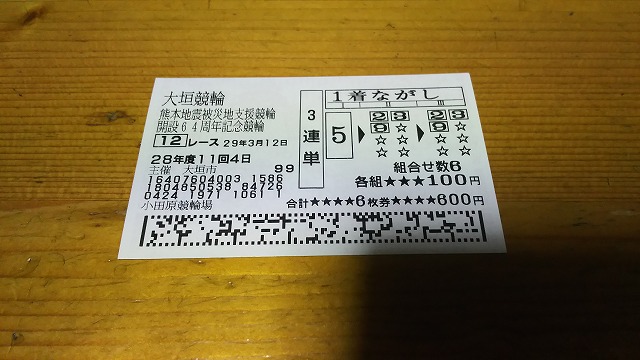 大垣競輪
熊本地震被災地支援競輪
開設64周年記念競輪
12レース 29年3月12日
28年度11回4日
主催 大垣市 99
16407604003 1586
1804850538 84726
0424 1971 1061 1
小田原競輪場
3連単
1着ながし
Ⅰ Ⅱ Ⅲ
5 ▶ 23 ▶ 23
9☆ 9☆
☆☆ ☆☆
☆☆ ☆☆
組合せ数6
各組★★★100円
合計★★★★6枚券★★★★600円